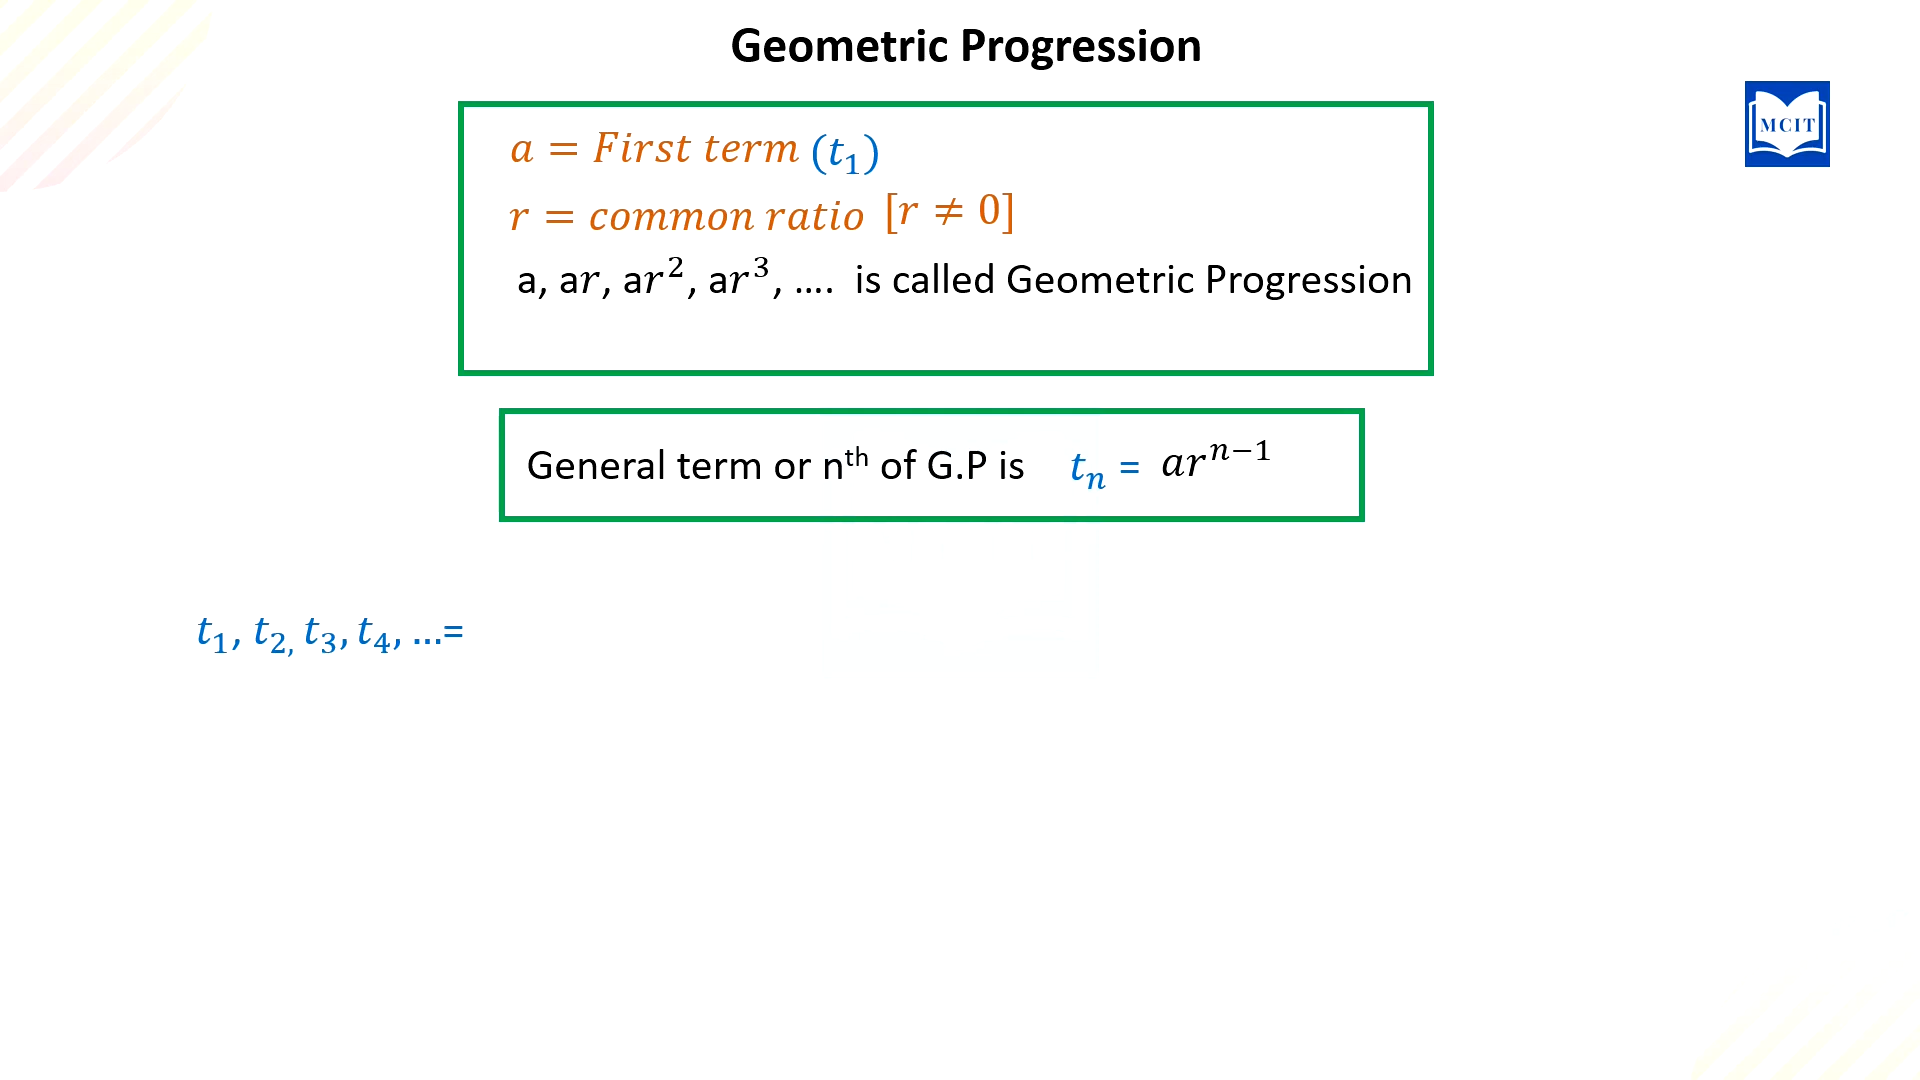 Geometric Progression
MCIT
a = First term (t₁)
r = common ratio [r ≠ 0]
a, ar, ar², ar³, .... is called Geometric Progression
General term or nᵗʰ of G.P is tₙ = arⁿ⁻¹
t₁, t₂, t₃, t₄, ...=